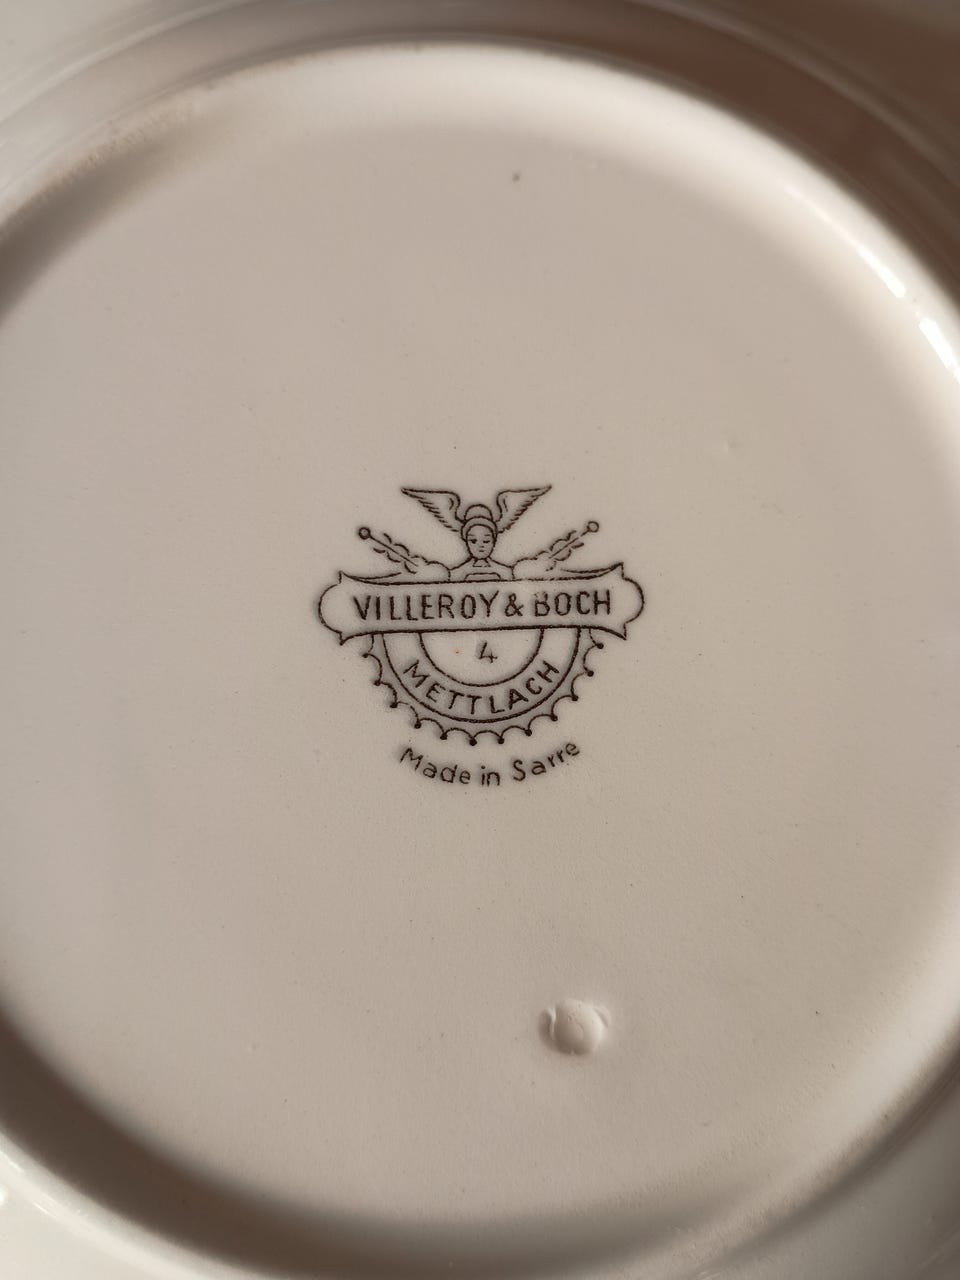 VILLEROY & BOCH
4
METTLACH
Made in Sarre